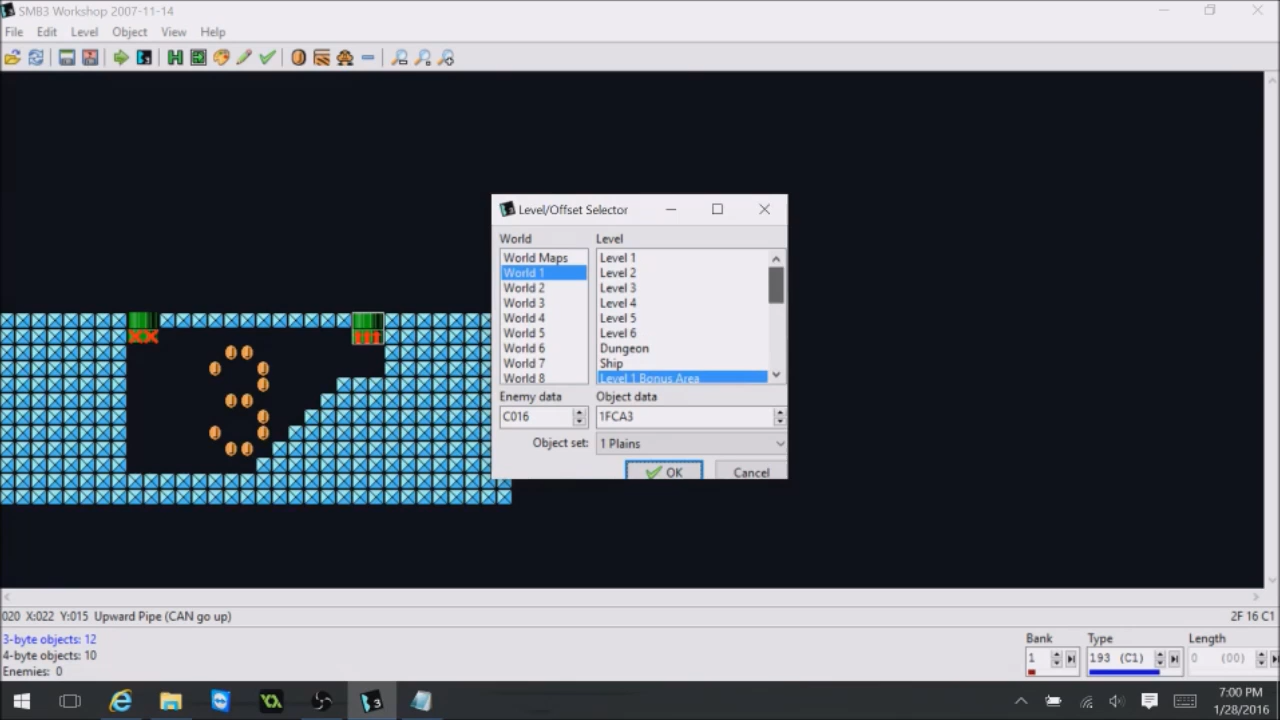 SMB3 Workshop 2007-11-14
File Edit Level Object View Help
Level/Offset Selector
World Level
World Maps
World 1
World 2
World 3
World 4
World 5
World 6
World 7
World 8
Level 1
Level 2
Level 3
Level 4
Level 5
Level 6
Dungeon
Ship
Level 1 Bonus Area
Enemy data Object data
C016 1FCA3
Object set: 1 Plains
OK Cancel
020 X:022 Y:015 Upward Pipe (CAN go up) 2F 16 C1
3-byte objects: 12
4-byte objects: 10
Enemies: 0
Bank Type Length
1 193 (C1) 0 (00)
7:00 PM
1/28/2016